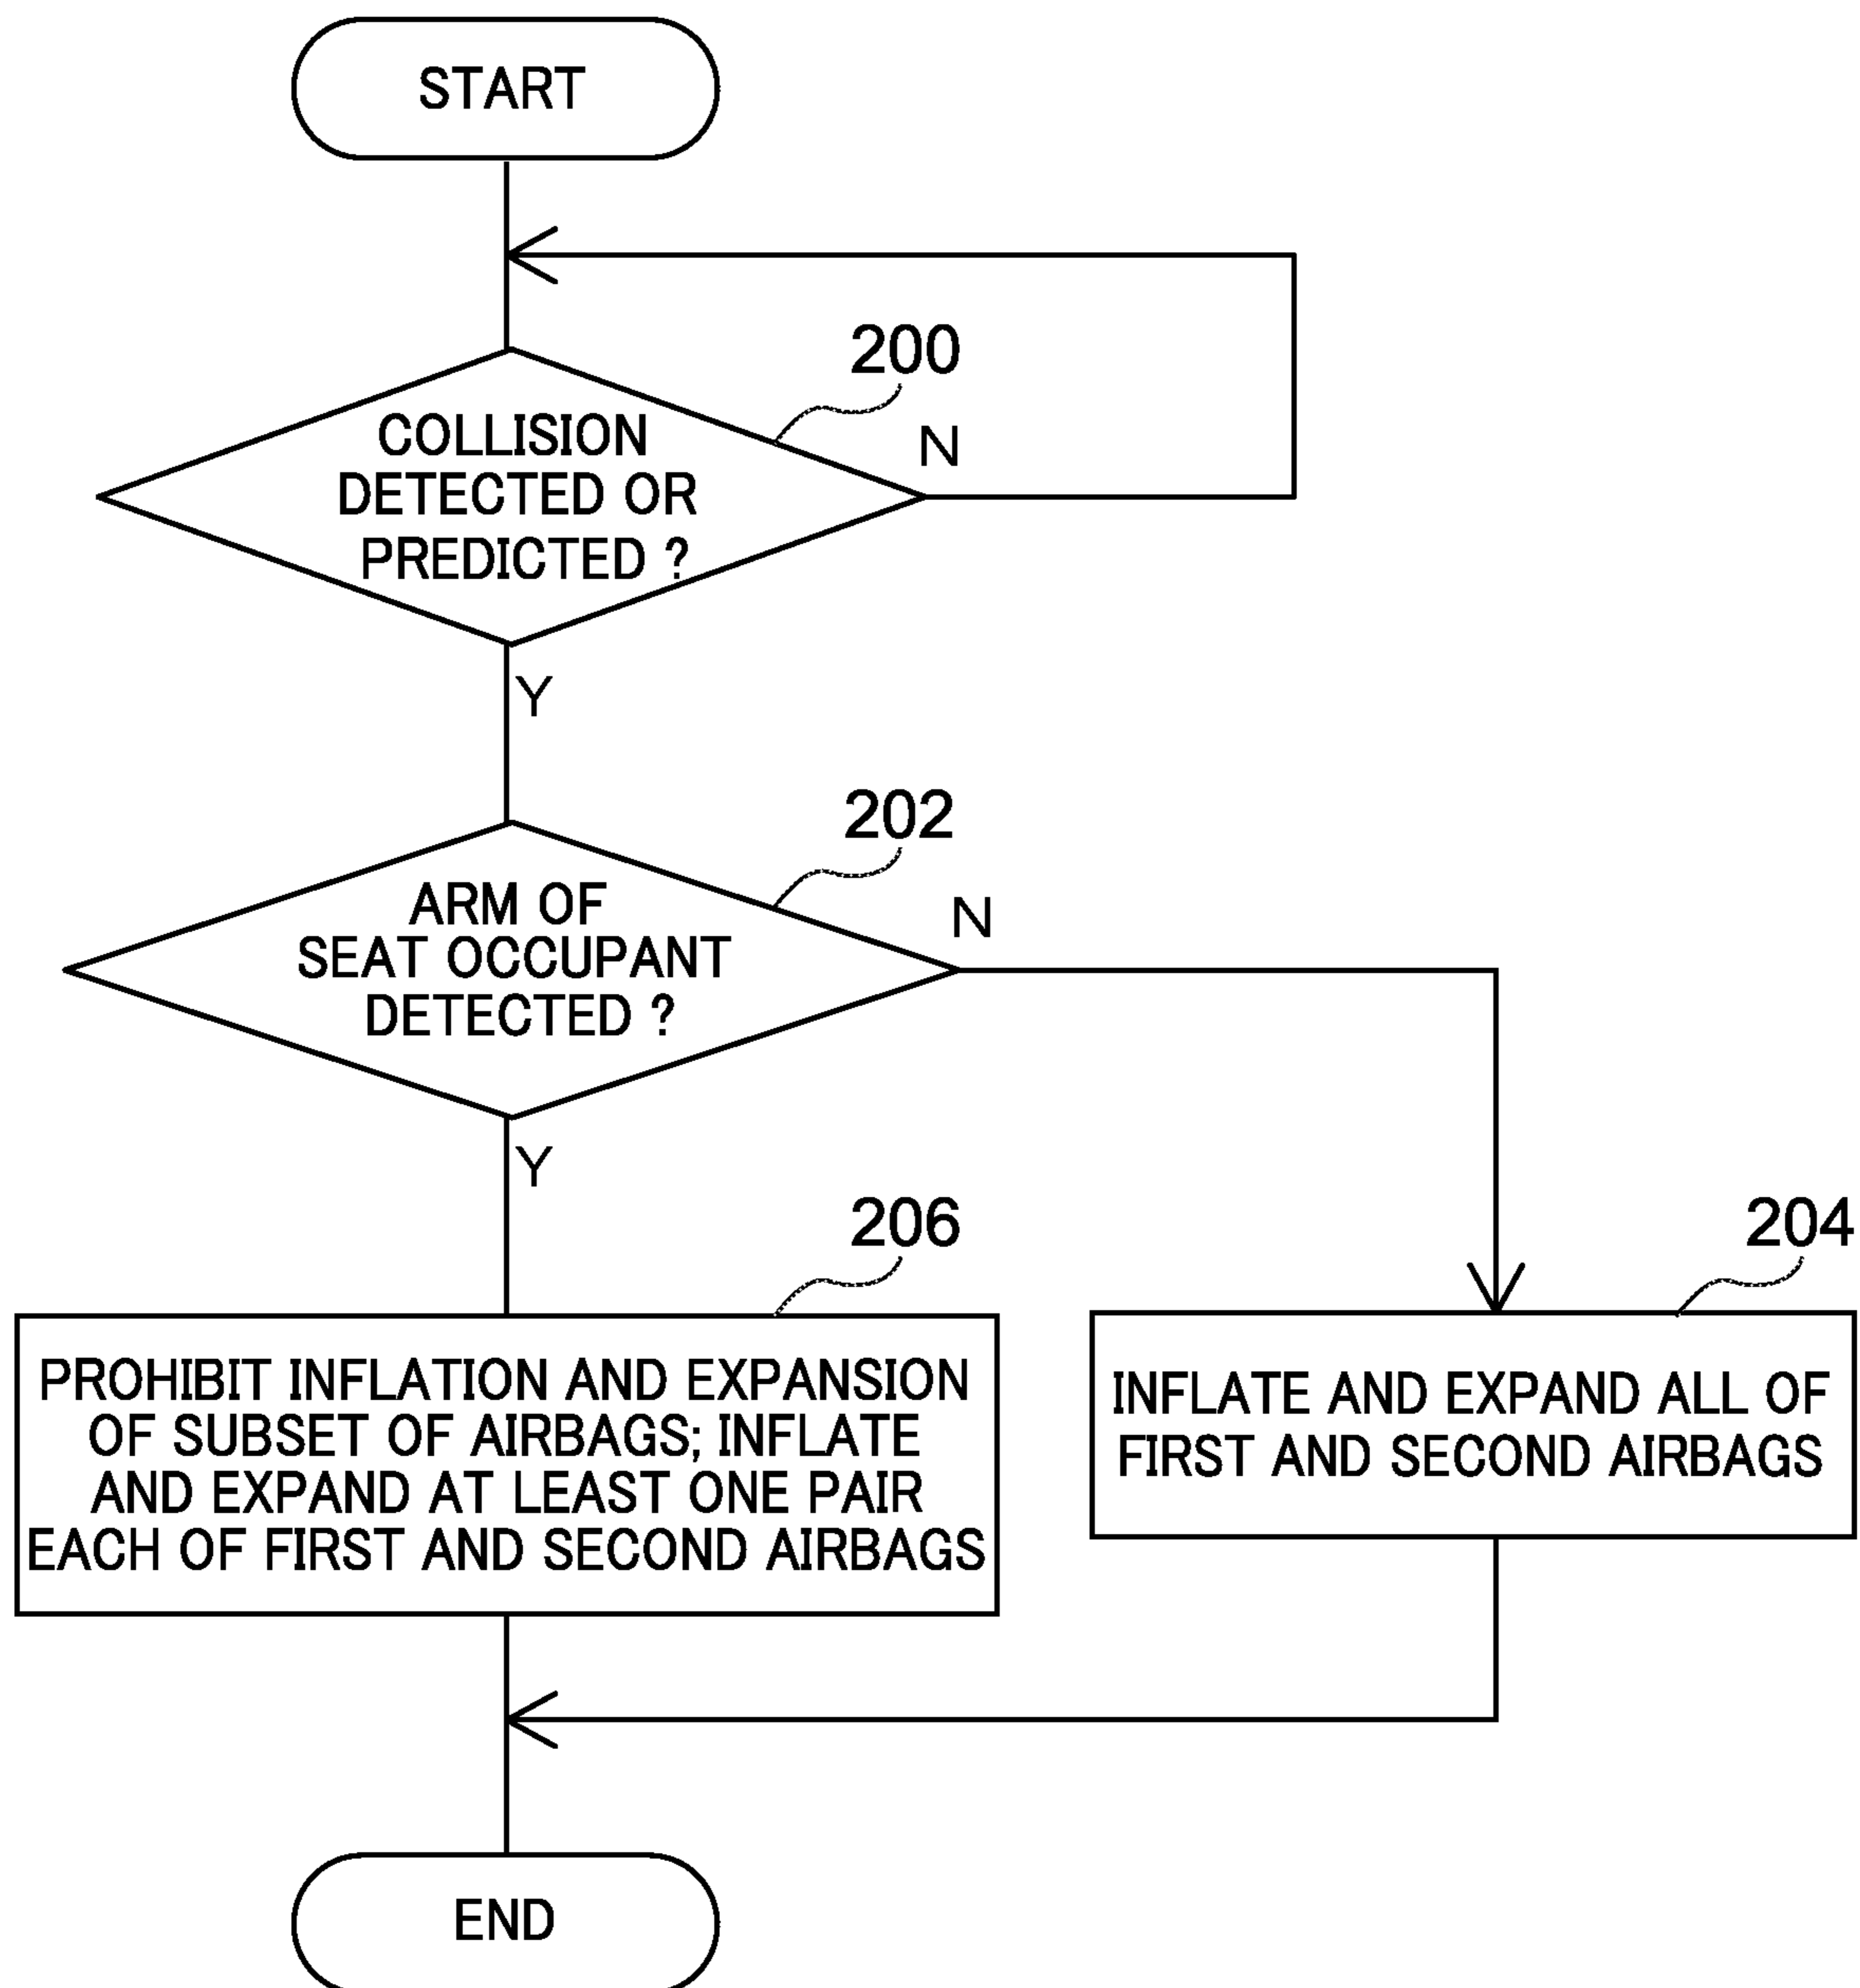 START
200
COLLISION
DETECTED OR
PREDICTED ?
N
Y
202
ARM OF
SEAT OCCUPANT
DETECTED ?
N
Y
206
PROHIBIT INFLATION AND EXPANSION
OF SUBSET OF AIRBAGS; INFLATE
AND EXPAND AT LEAST ONE PAIR
EACH OF FIRST AND SECOND AIRBAGS
204
INFLATE AND EXPAND ALL OF
FIRST AND SECOND AIRBAGS
END